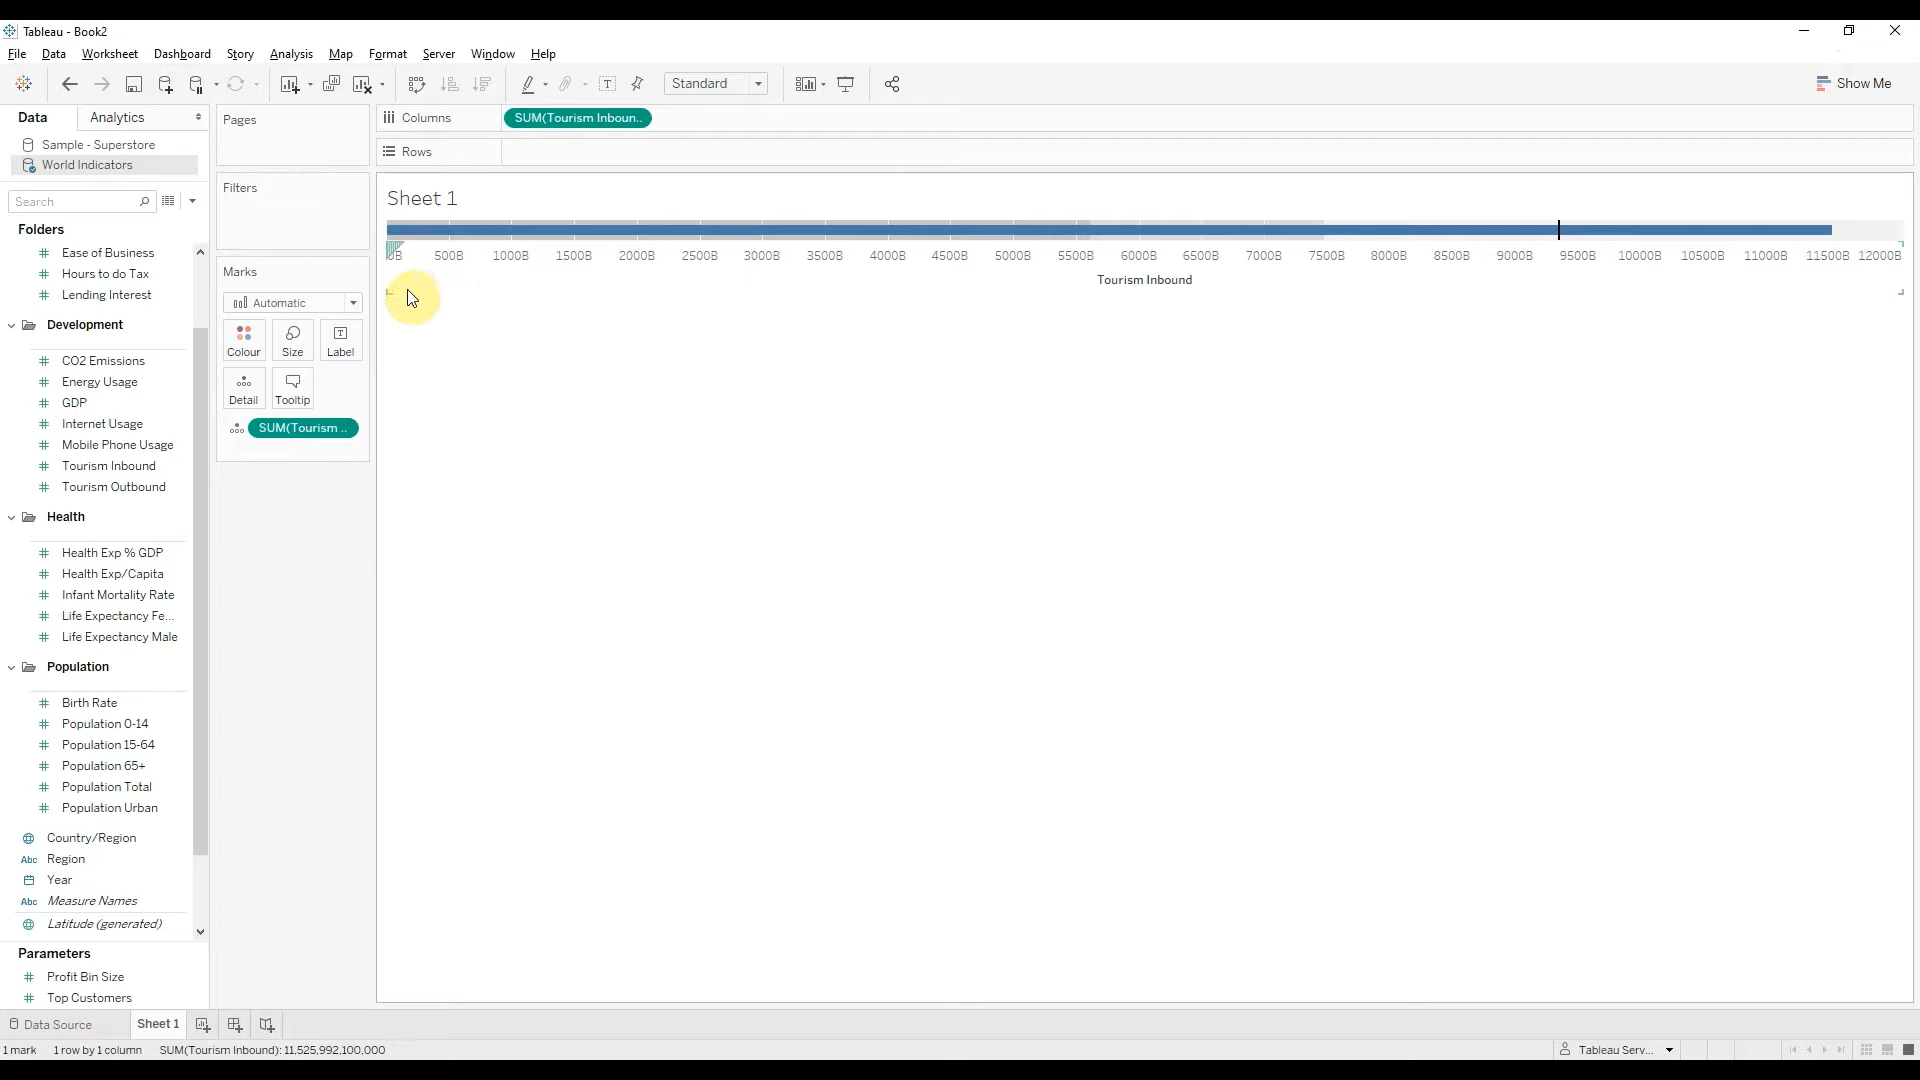 Tableau - Book2
File Data Worksheet Dashboard Story Analysis Map Format Server Window Help
Standard
Show Me
Data
Analytics
Sample - Superstore
World Indicators
Search
Folders
Ease of Business
Hours to do Tax
Lending Interest
Development
CO2 Emissions
Energy Usage
GDP
Internet Usage
Mobile Phone Usage
Tourism Inbound
Tourism Outbound
Health
Health Exp % GDP
Health Exp/Capita
Infant Mortality Rate
Life Expectancy Fe...
Life Expectancy Male
Population
Birth Rate
Population 0-14
Population 15-64
Population 65+
Population Total
Population Urban
Country/Region
Abc Region
Year
Abc Measure Names
Latitude (generated)
Parameters
Profit Bin Size
Top Customers
Pages
Filters
Marks
Automatic
Colour Size Label
Detail Tooltip
SUM(Tourism ..
Columns
SUM(Tourism Inboun..
Rows
Sheet 1
0B 500B 1000B 1500B 2000B 2500B 3000B 3500B 4000B 4500B 5000B 5500B 6000B 6500B 7000B 7500B 8000B 8500B 9000B 9500B 10000B 10500B 11000B 11500B 12000B
Tourism Inbound
Data Source
Sheet 1
1 mark 1 row by 1 column SUM(Tourism Inbound): 11,525,992,100,000
Tableau Serv...